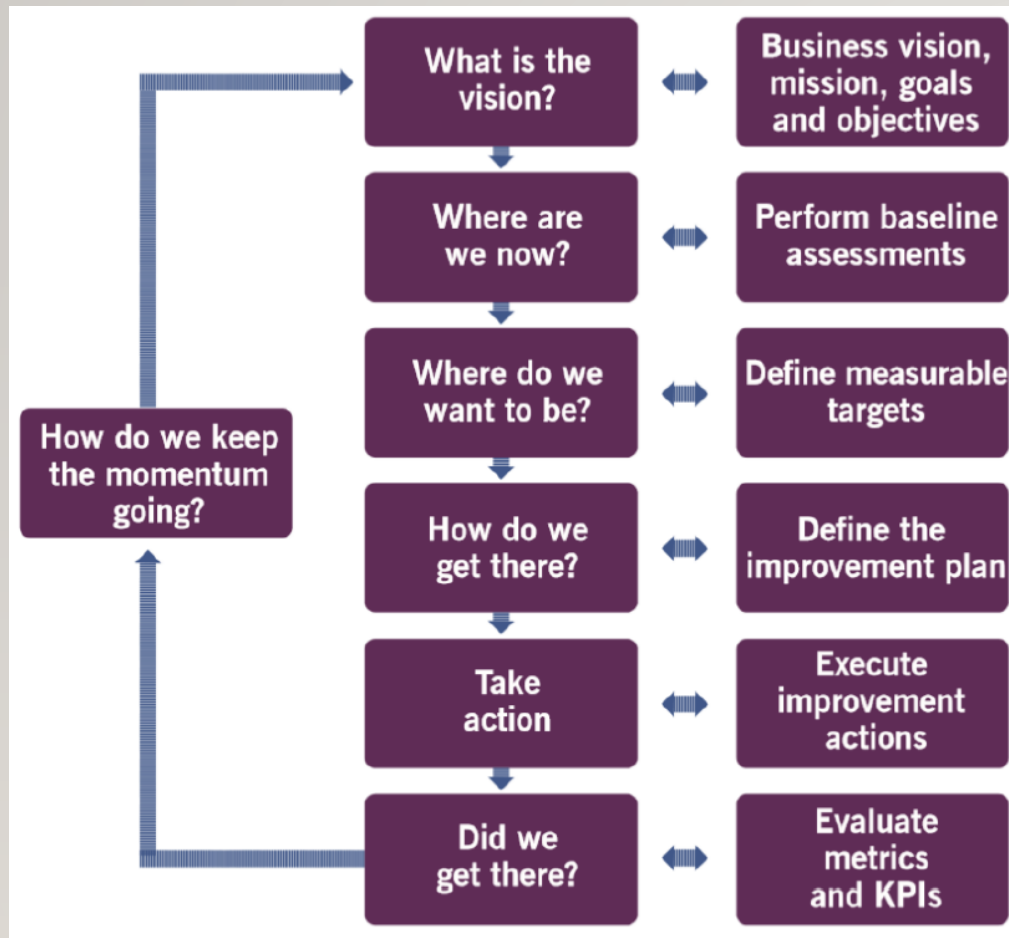 What is the
vision?
Business vision,
mission, goals
and objectives
Where are
we now?
Perform baseline
assessments
Where do we
want to be?
Define measurable
targets
How do we keep
the momentum
going?
How do we
get there?
Define the
improvement plan
Take
action
Execute
improvement
actions
Did we
get there?
Evaluate
metrics
and KPIs